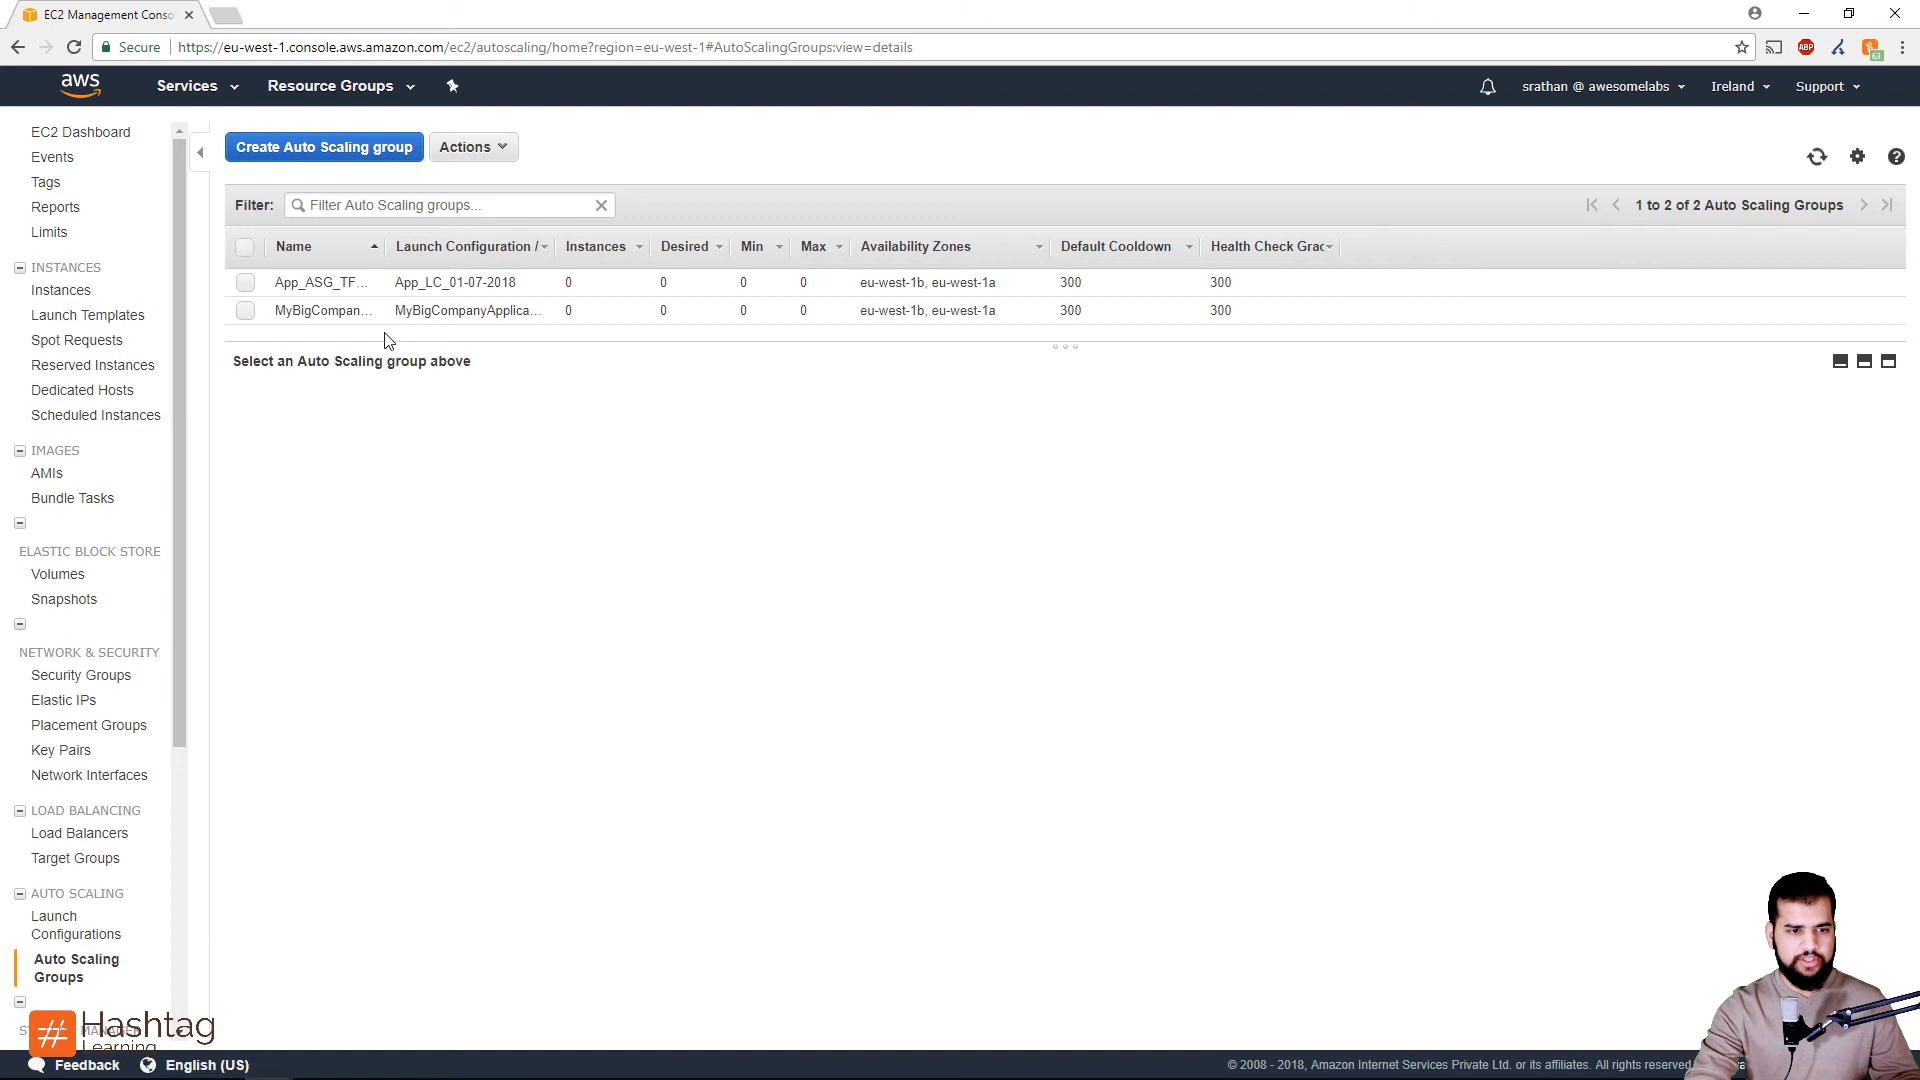 EC2 Management Conso
Secure https://eu-west-1.console.aws.amazon.com/ec2/autoscaling/home?region=eu-west-1#AutoScalingGroups:view=details
ABP
63
aws Services Resource Groups srathan @ awesomelabs Ireland Support
EC2 Dashboard
Events
Tags
Reports
Limits
INSTANCES
Instances
Launch Templates
Spot Requests
Reserved Instances
Dedicated Hosts
Scheduled Instances
IMAGES
AMIs
Bundle Tasks
ELASTIC BLOCK STORE
Volumes
Snapshots
NETWORK & SECURITY
Security Groups
Elastic IPs
Placement Groups
Key Pairs
Network Interfaces
LOAD BALANCING
Load Balancers
Target Groups
AUTO SCALING
Launch
Configurations
Auto Scaling
Groups
Create Auto Scaling group Actions
Filter: Filter Auto Scaling groups... 1 to 2 of 2 Auto Scaling Groups
Name Launch Configuration / Instances Desired Min Max Availability Zones Default Cooldown Health Check Grac
App_ASG_TF... App_LC_01-07-2018 0 0 0 0 eu-west-1b, eu-west-1a 300 300
MyBigCompan... MyBigCompanyApplica... 0 0 0 0 eu-west-1b, eu-west-1a 300 300
Select an Auto Scaling group above
# Hashtag
Learning
Feedback English (US) © 2008 - 2018, Amazon Internet Services Private Ltd. or its affiliates. All rights reserved